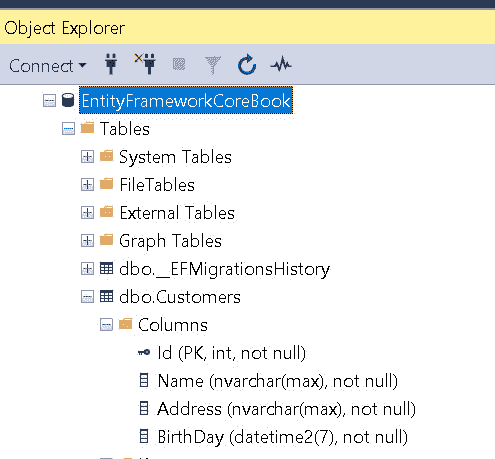 Object Explorer
Connect
EntityFrameworkCoreBook
Tables
System Tables
FileTables
External Tables
Graph Tables
dbo.__EFMigrationsHistory
dbo.Customers
Columns
Id (PK, int, not null)
Name (nvarchar(max), not null)
Address (nvarchar(max), not null)
BirthDay (datetime2(7), not null)